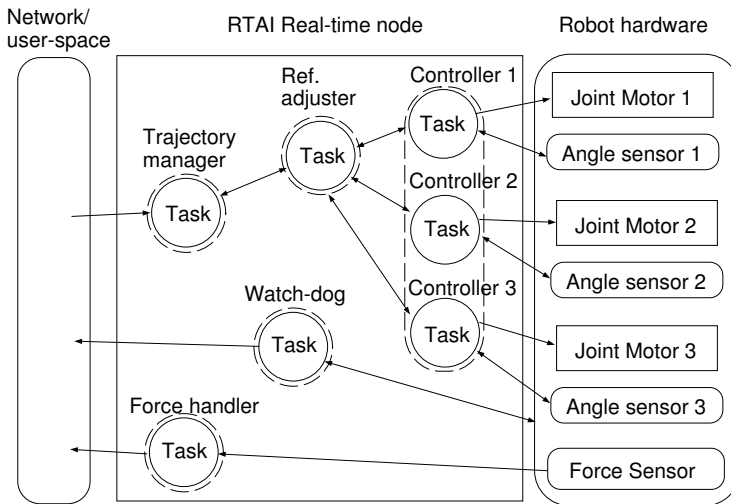 Network/
user-space
RTAI Real-time node
Robot hardware
Ref.
adjuster
Controller 1
Task
Joint Motor 1
Trajectory
manager
Task
Task
Angle sensor 1
Controller 2
Task
Joint Motor 2
Angle sensor 2
Watch-dog
Task
Controller 3
Task
Joint Motor 3
Angle sensor 3
Force handler
Task
Force Sensor